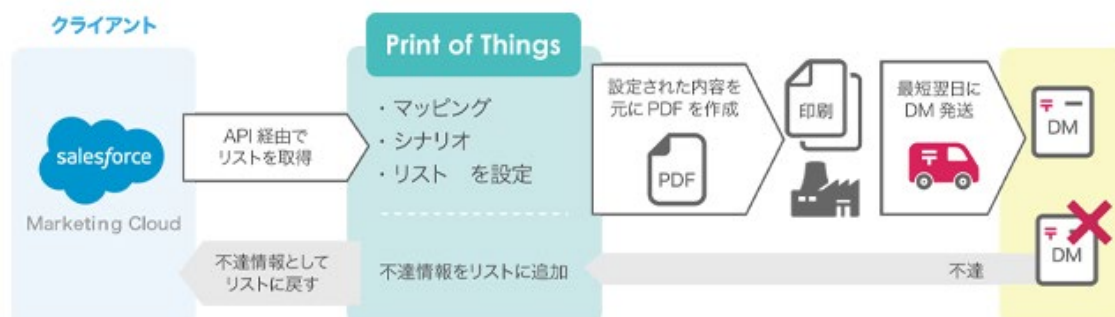 クライアント
salesforce
Marketing Cloud
API 経由で
リストを取得
Print of Things
・マッピング
・シナリオ
・リスト　を設定
設定された内容を
元に PDF を作成
PDF
印刷
最短翌日に
DM 発送
〒
〒
DM
不達情報として
リストに戻す
不達情報をリストに追加
不達
〒
DM
〒